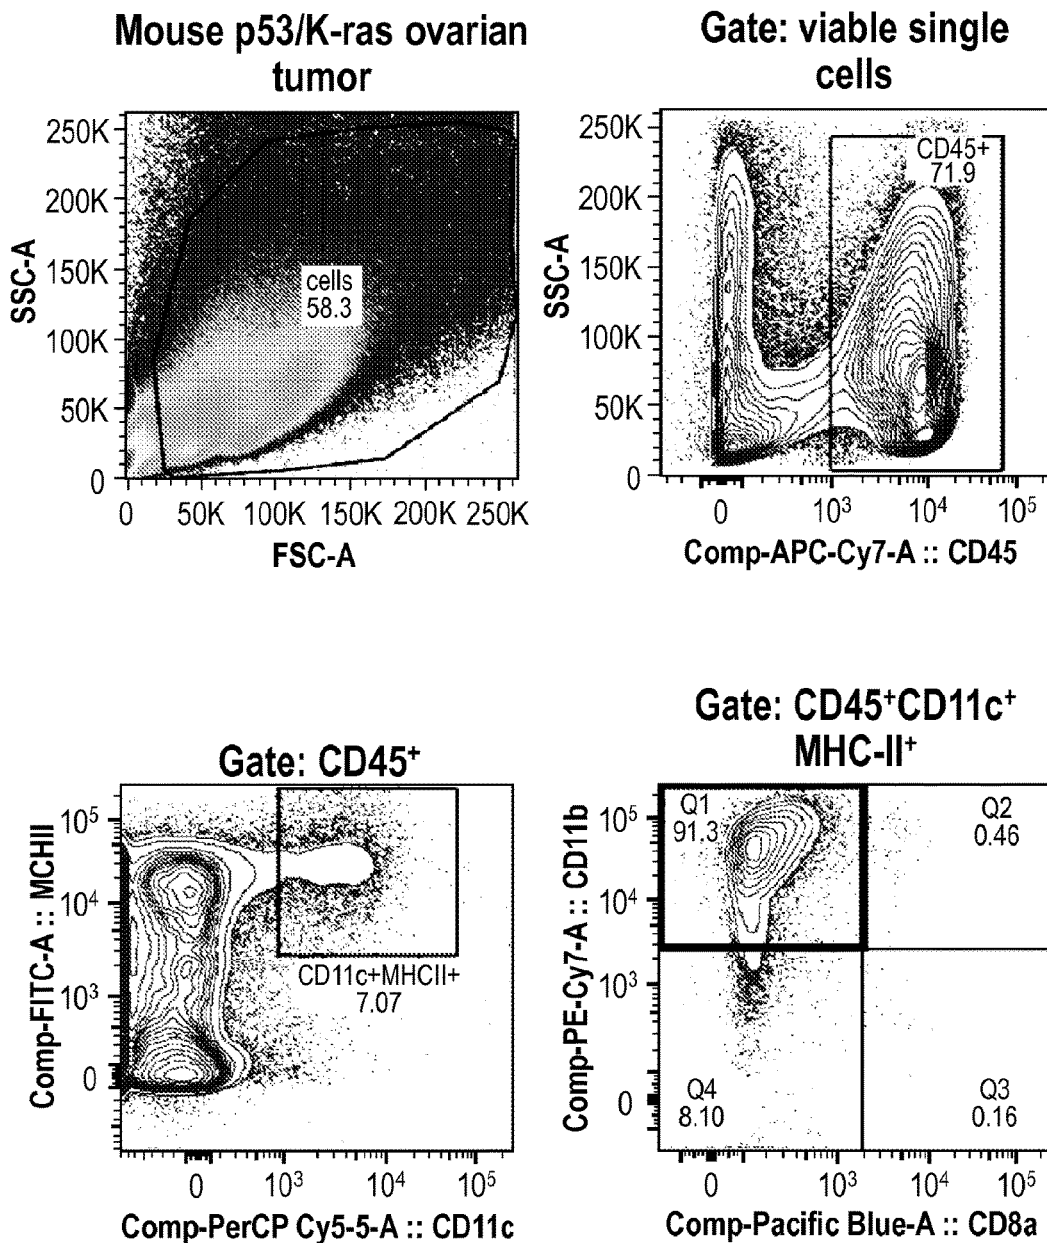 Mouse p53/K-ras ovarian
tumor
250K
200K
150K
100K
50K
0
SSC-A
cells
58.3
0 50K 100K 150K 200K 250K
FSC-A
Gate: viable single
cells
250K
200K
150K
100K
50K
0
SSC-A
CD45+
71.9
0 10³ 10⁴ 10⁵
Comp-APC-Cy7-A :: CD45
Gate: CD45⁺
10⁵
10⁴
10³
0
Comp-FITC-A :: MCHII
CD11c+MHCII+
7.07
0 10³ 10⁴ 10⁵
Comp-PerCP Cy5-5-A :: CD11c
Gate: CD45⁺CD11c⁺
MHC-II⁺
10⁵
10⁴
10³
0
Comp-PE-Cy7-A :: CD11b
Q1
91.3
Q2
0.46
Q4
8.10
Q3
0.16
0 10³ 10⁴ 10⁵
Comp-Pacific Blue-A :: CD8a